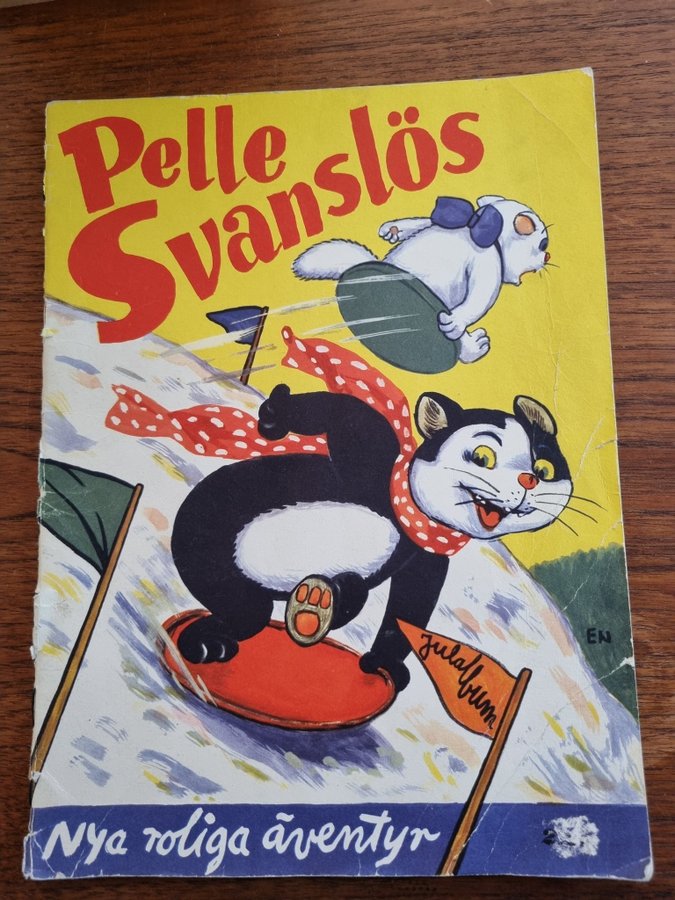 Pelle
Svanslös
EN
Julalbum
Nya roliga äventyr